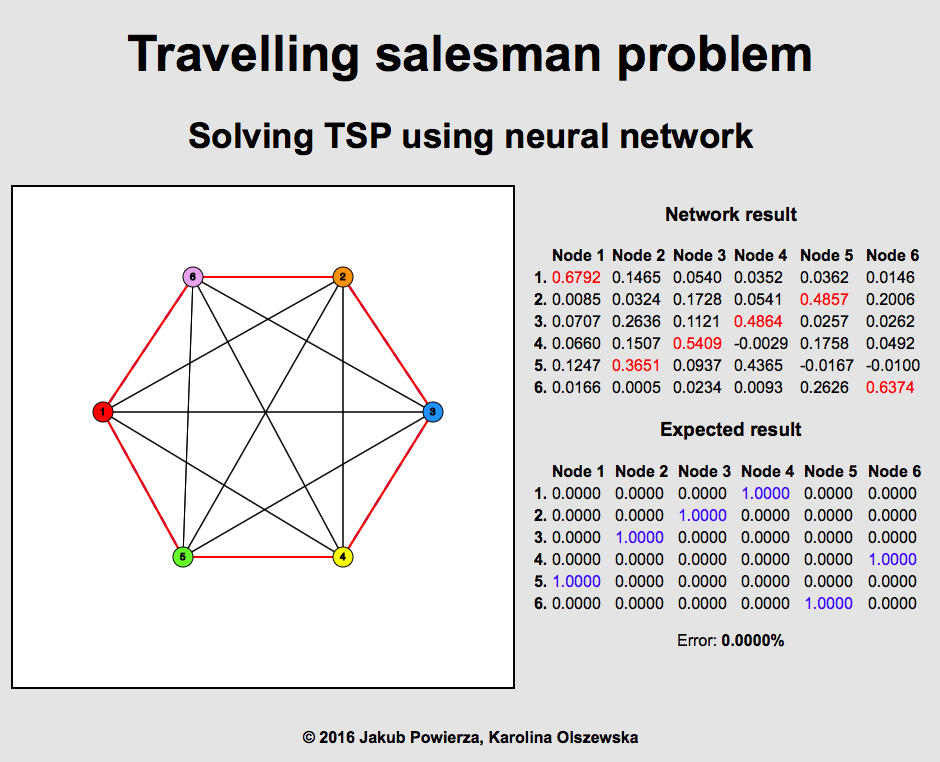 Travelling salesman problem
Solving TSP using neural network
6
2
1
3
5
4
Network result
Node 1 Node 2 Node 3 Node 4 Node 5 Node 6
1. 0.6792 0.1465 0.0540 0.0352 0.0362 0.0146
2. 0.0085 0.0324 0.1728 0.0541 0.4857 0.2006
3. 0.0707 0.2636 0.1121 0.4864 0.0257 0.0262
4. 0.0660 0.1507 0.5409 -0.0029 0.1758 0.0492
5. 0.1247 0.3651 0.0937 0.4365 -0.0167 -0.0100
6. 0.0166 0.0005 0.0234 0.0093 0.2626 0.6374
Expected result
Node 1 Node 2 Node 3 Node 4 Node 5 Node 6
1. 0.0000 0.0000 0.0000 1.0000 0.0000 0.0000
2. 0.0000 0.0000 1.0000 0.0000 0.0000 0.0000
3. 0.0000 1.0000 0.0000 0.0000 0.0000 0.0000
4. 0.0000 0.0000 0.0000 0.0000 0.0000 1.0000
5. 1.0000 0.0000 0.0000 0.0000 0.0000 0.0000
6. 0.0000 0.0000 0.0000 0.0000 1.0000 0.0000
Error: 0.0000%
© 2016 Jakub Powierza, Karolina Olszewska